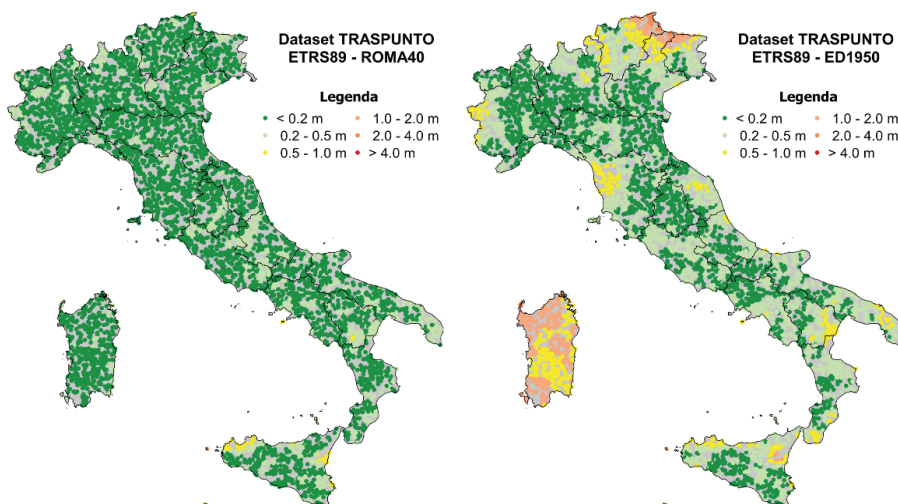 Dataset TRASPUNTO
ETRS89 - ROMA40
Legenda
< 0.2 m 1.0 - 2.0 m
0.2 - 0.5 m 2.0 - 4.0 m
0.5 - 1.0 m > 4.0 m
Dataset TRASPUNTO
ETRS89 - ED1950
Legenda
< 0.2 m 1.0 - 2.0 m
0.2 - 0.5 m 2.0 - 4.0 m
0.5 - 1.0 m > 4.0 m